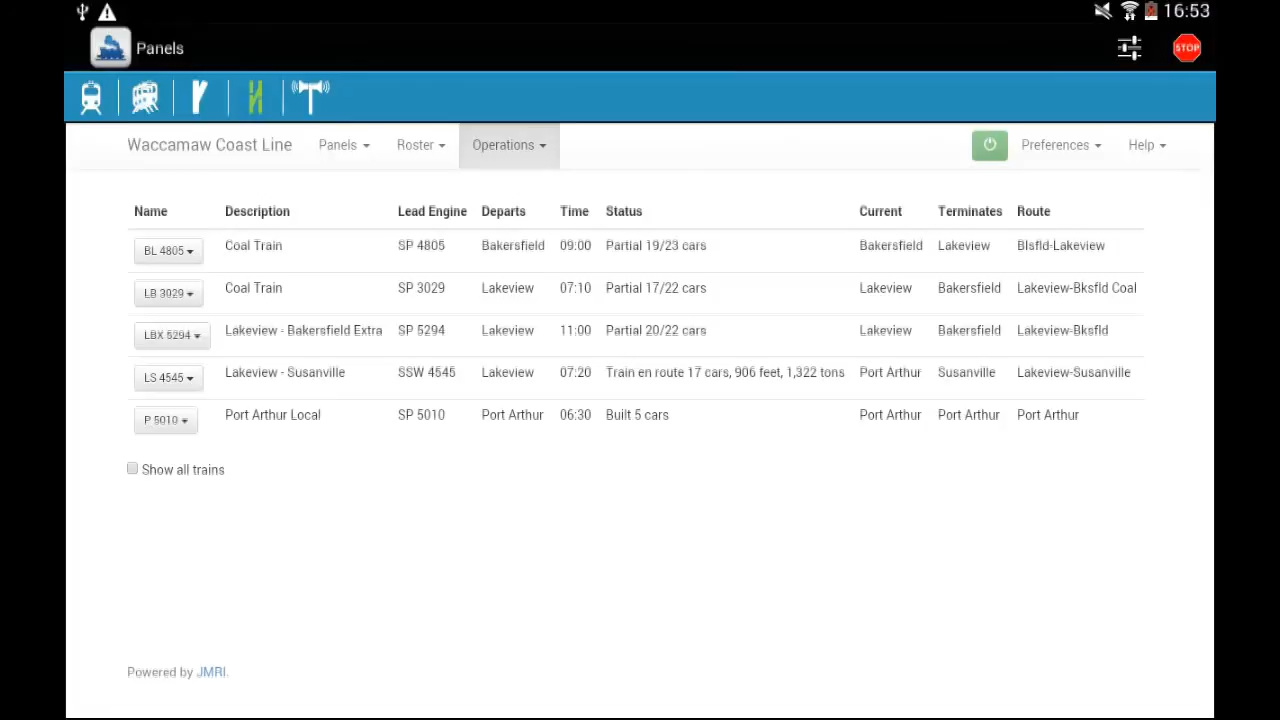 16:53
Panels
STOP
Waccamaw Coast Line Panels Roster Operations Preferences Help
Name Description Lead Engine Departs Time Status Current Terminates Route
BL 4805 Coal Train SP 4805 Bakersfield 09:00 Partial 19/23 cars Bakersfield Lakeview Blsfld-Lakeview
LB 3029 Coal Train SP 3029 Lakeview 07:10 Partial 17/22 cars Lakeview Bakersfield Lakeview-Bksfld Coal
LBX 5294 Lakeview - Bakersfield Extra SP 5294 Lakeview 11:00 Partial 20/22 cars Lakeview Bakersfield Lakeview-Bksfld
LS 4545 Lakeview - Susanville SSW 4545 Lakeview 07:20 Train en route 17 cars, 906 feet, 1,322 tons Port Arthur Susanville Lakeview-Susanville
P 5010 Port Arthur Local SP 5010 Port Arthur 06:30 Built 5 cars Port Arthur Port Arthur Port Arthur
Show all trains
Powered by JMRI.